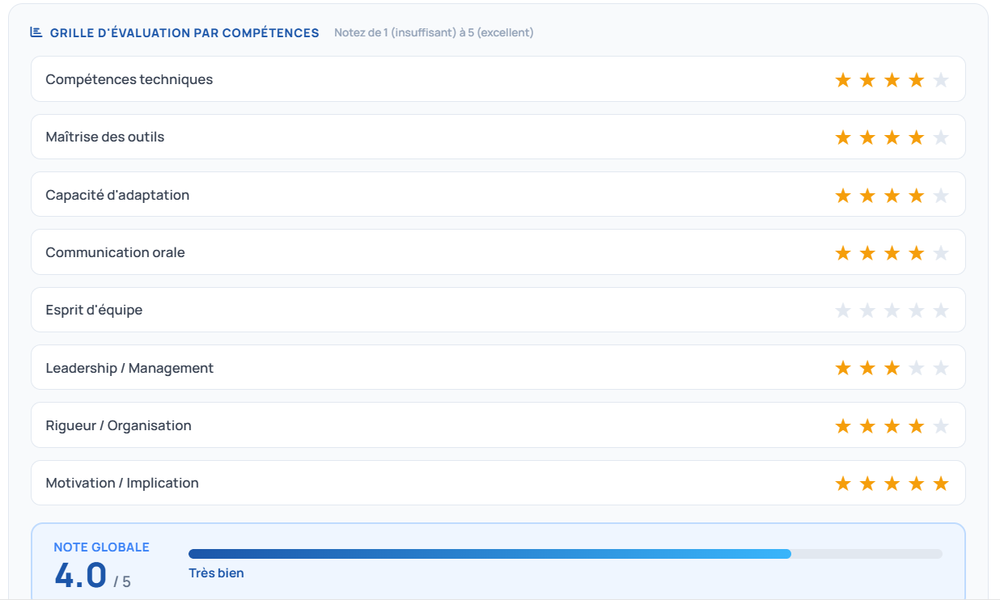 GRILLE D'ÉVALUATION PAR COMPÉTENCES Notez de 1 (insuffisant) à 5 (excellent)
Compétences techniques
Maîtrise des outils
Capacité d'adaptation
Communication orale
Esprit d'équipe
Leadership / Management
Rigueur / Organisation
Motivation / Implication
NOTE GLOBALE
4.0 / 5
Très bien